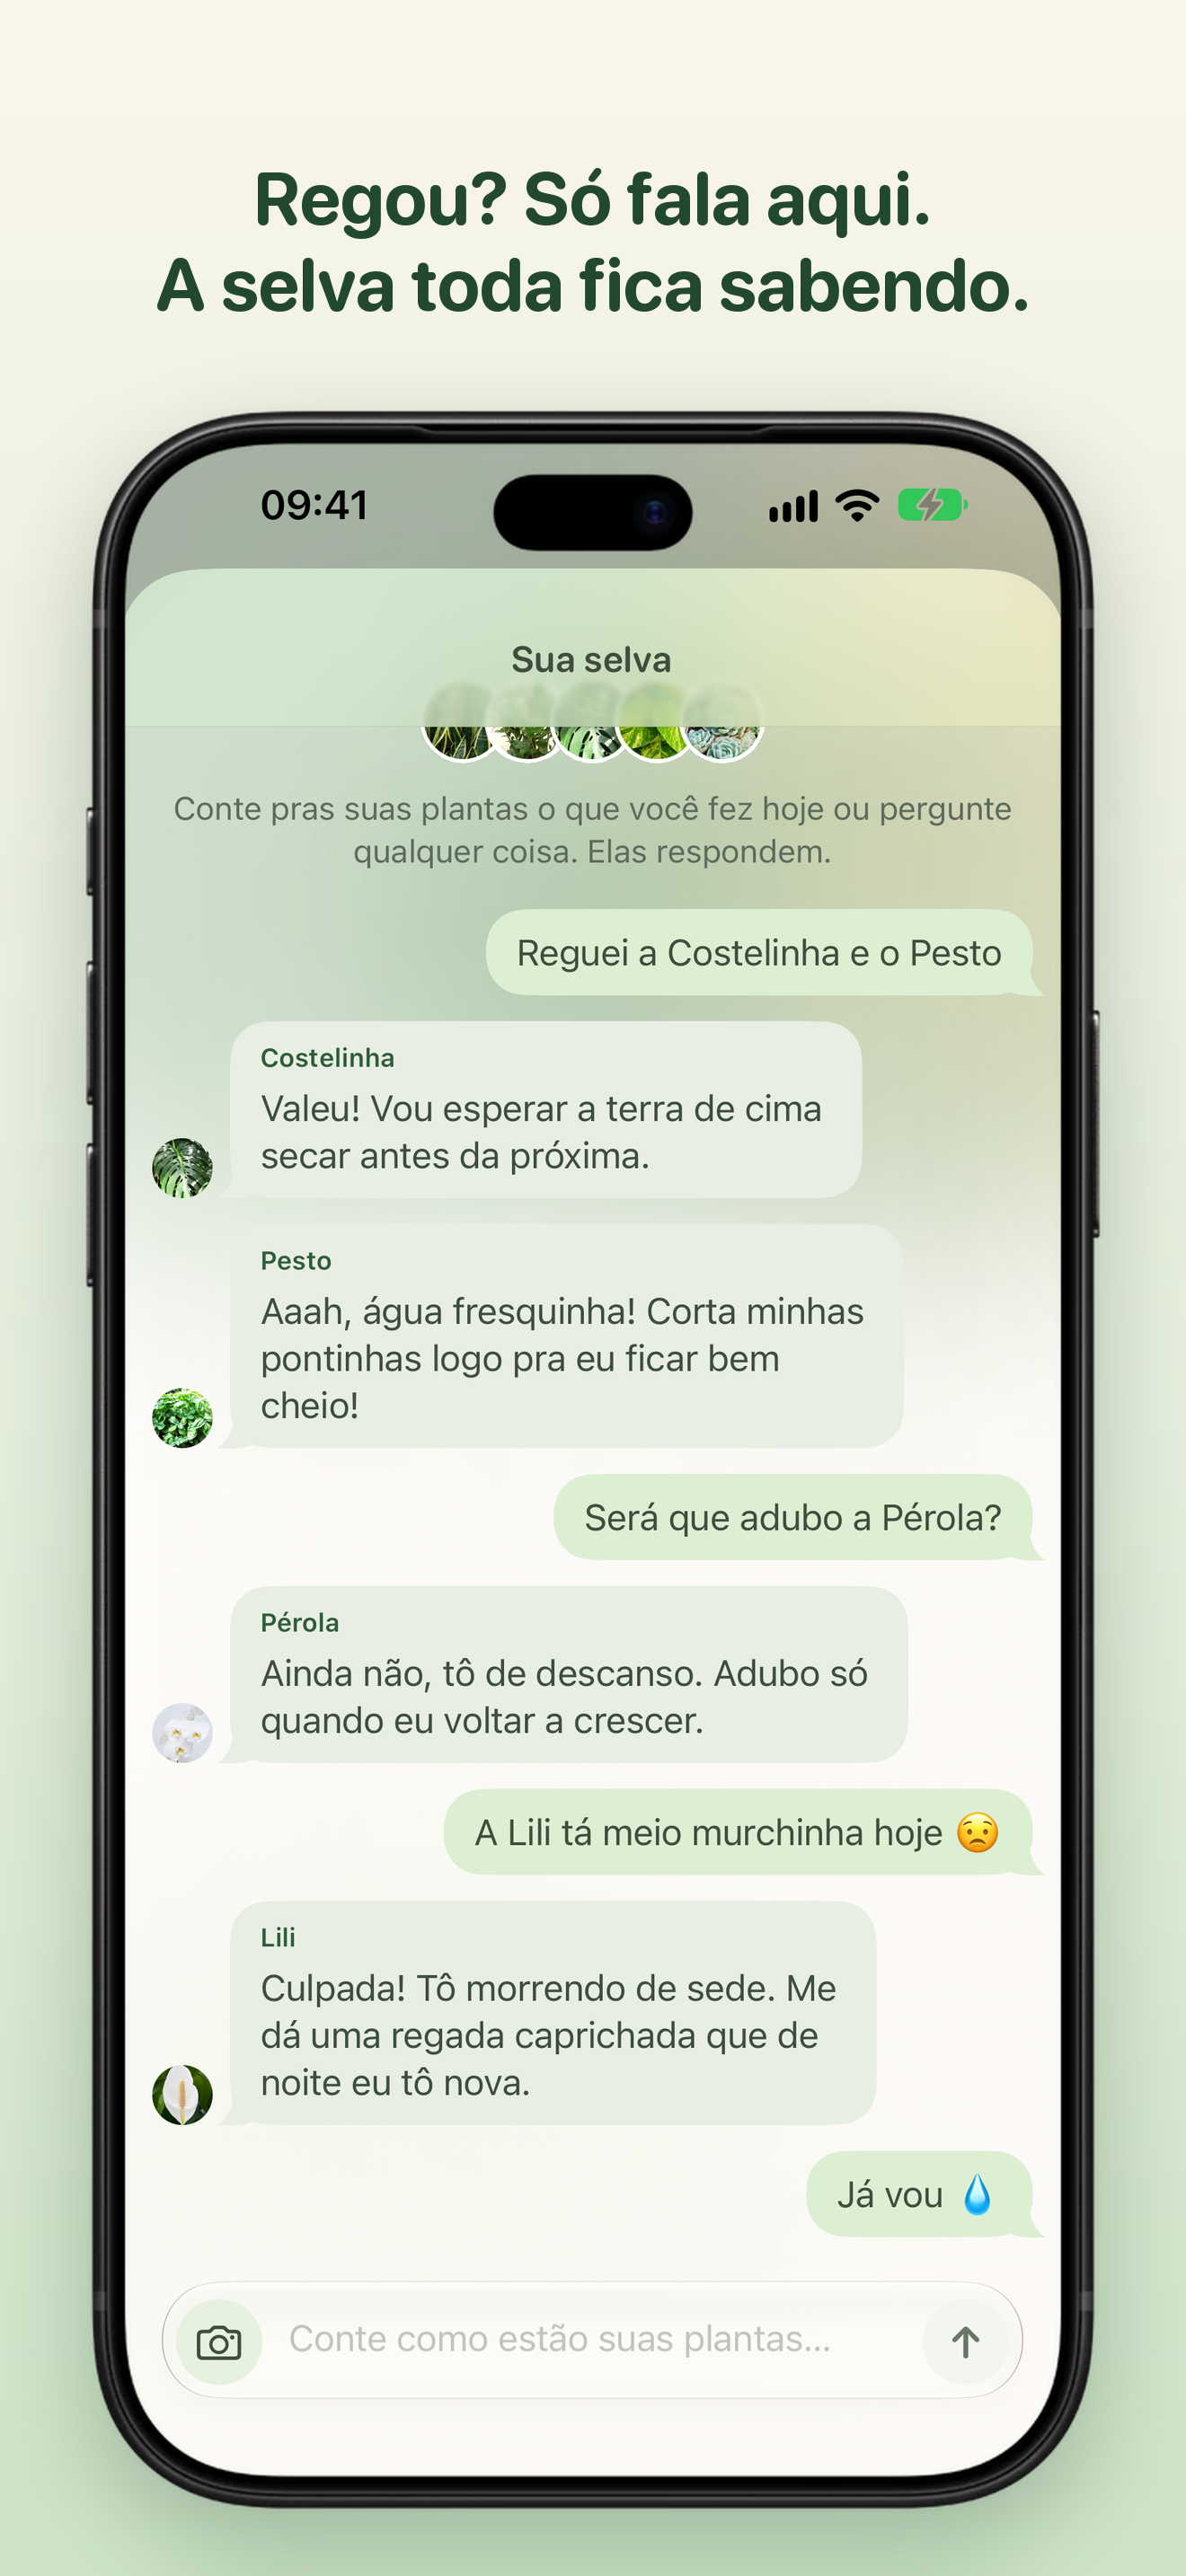 Regou? Só fala aqui.
A selva toda fica sabendo.
09:41
Sua selva
Conte pras suas plantas o que você fez hoje ou pergunte
qualquer coisa. Elas respondem.
Reguei a Costelinha e o Pesto
Costelinha
Valeu! Vou esperar a terra de cima
secar antes da próxima.
Pesto
Aaah, água fresquinha! Corta minhas
pontinhas logo pra eu ficar bem
cheio!
Será que adubo a Pérola?
Pérola
Ainda não, tô de descanso. Adubo só
quando eu voltar a crescer.
A Lili tá meio murchinha hoje 😟
Lili
Culpada! Tô morrendo de sede. Me
dá uma regada caprichada que de
noite eu tô nova.
Já vou 💧
Conte como estão suas plantas...